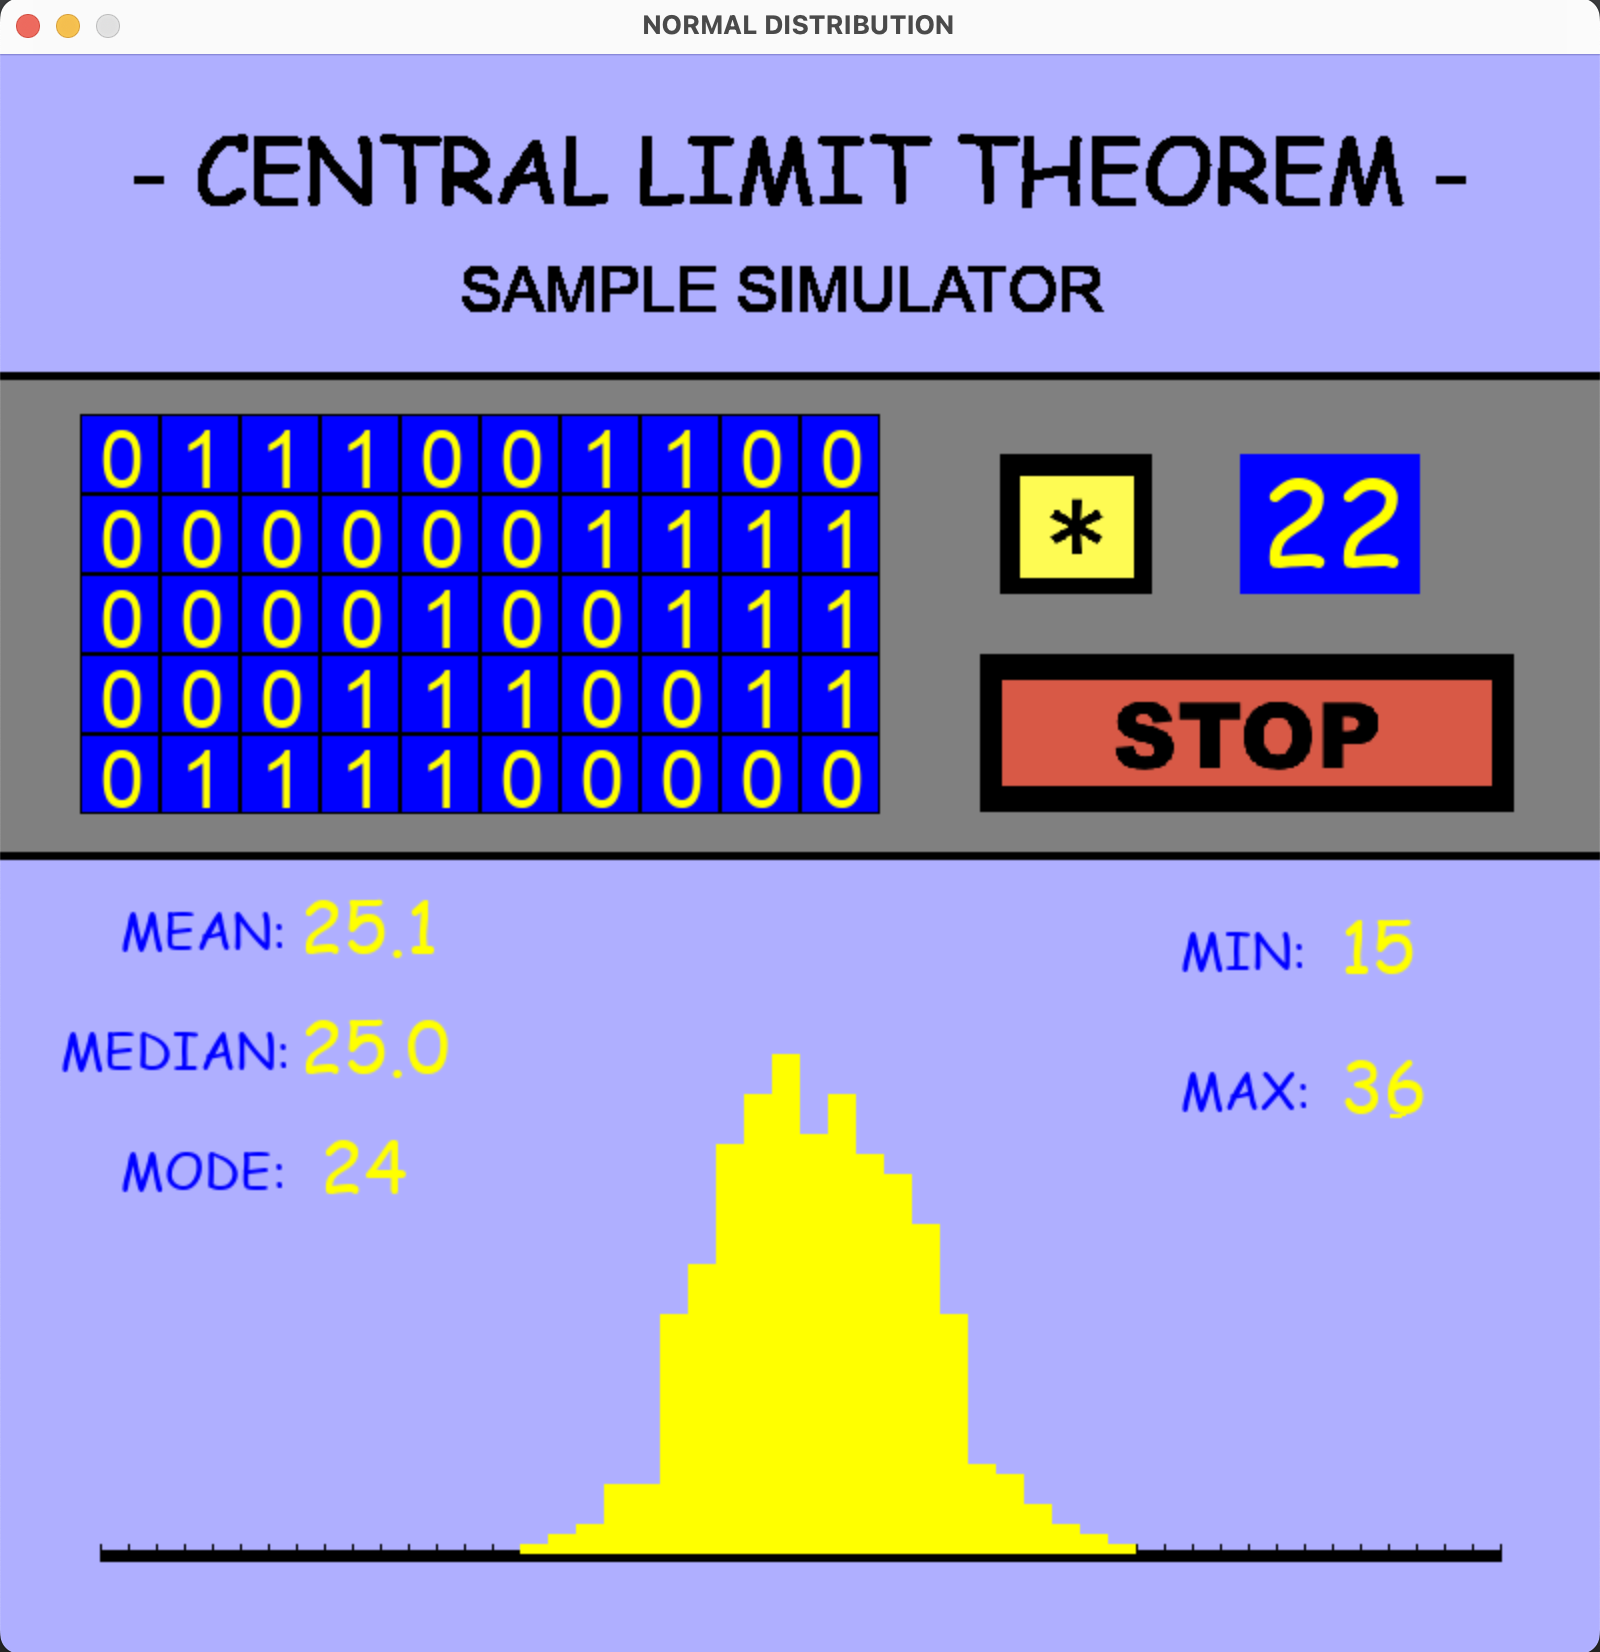 NORMAL DISTRIBUTION
- CENTRAL LIMIT THEOREM -
SAMPLE SIMULATOR
0 1 1 1 0 0 1 1 0 0
0 0 0 0 0 0 1 1 1 1
0 0 0 0 1 0 0 1 1 1
0 0 0 1 1 1 0 0 1 1
0 1 1 1 1 0 0 0 0 0
* 22
STOP
MEAN: 25.1
MEDIAN: 25.0
MODE: 24
MIN: 15
MAX: 36